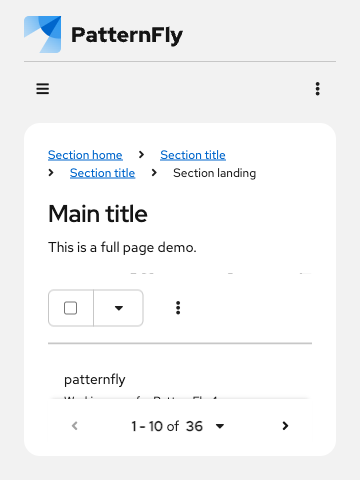 PatternFly
Section home Section title
Section title Section landing
Main title
This is a full page demo.
patternfly
1 - 10 of 36